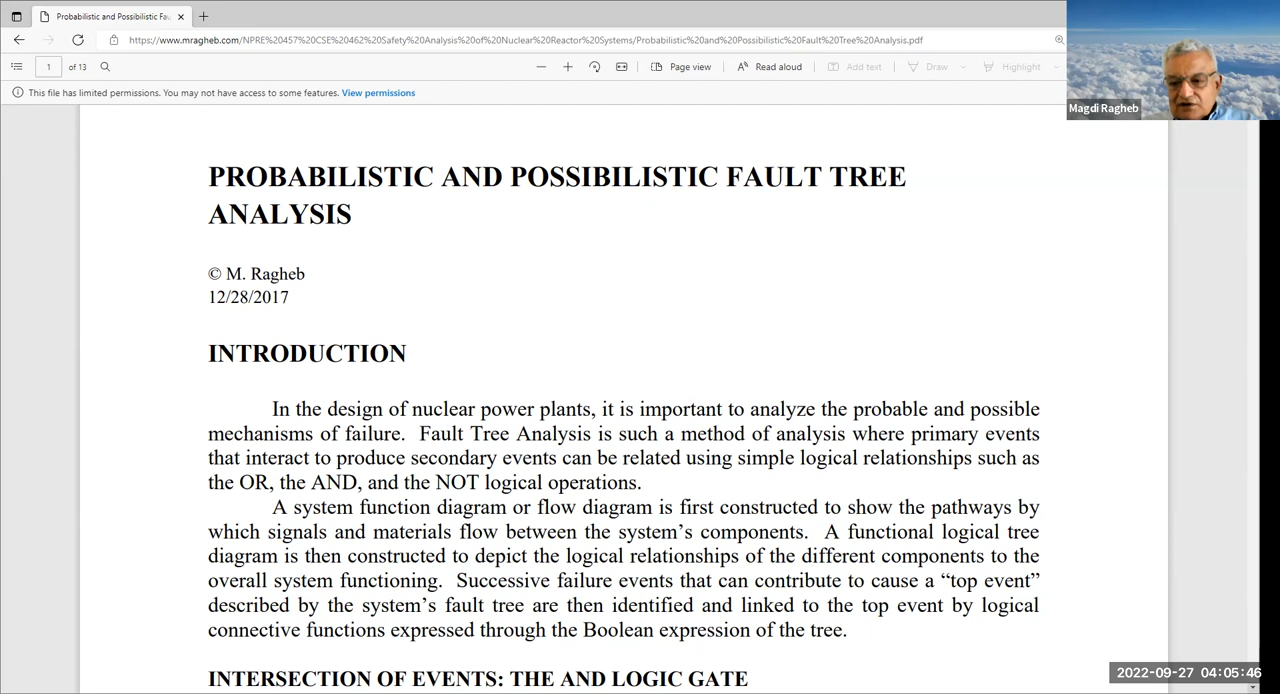 Probabilistic and Possibilistic Fau
https://www.mragheb.com/NPRE%20457%20CSE%20462%20Safety%20Analysis%20of%20Nuclear%20Reactor%20Systems/Probabilistic%20and%20Possibilistic%20Fault%20Tree%20Analysis.pdf
1 of 13 Page view Read aloud Add text Draw Highlight
This file has limited permissions. You may not have access to some features. View permissions
Magdi Ragheb
PROBABILISTIC AND POSSIBILISTIC FAULT TREE
ANALYSIS
© M. Ragheb
12/28/2017
INTRODUCTION
In the design of nuclear power plants, it is important to analyze the probable and possible
mechanisms of failure. Fault Tree Analysis is such a method of analysis where primary events
that interact to produce secondary events can be related using simple logical relationships such as
the OR, the AND, and the NOT logical operations.
A system function diagram or flow diagram is first constructed to show the pathways by
which signals and materials flow between the system's components. A functional logical tree
diagram is then constructed to depict the logical relationships of the different components to the
overall system functioning. Successive failure events that can contribute to cause a “top event”
described by the system's fault tree are then identified and linked to the top event by logical
connective functions expressed through the Boolean expression of the tree.
INTERSECTION OF EVENTS: THE AND LOGIC GATE
2022-09-27 04:05:46